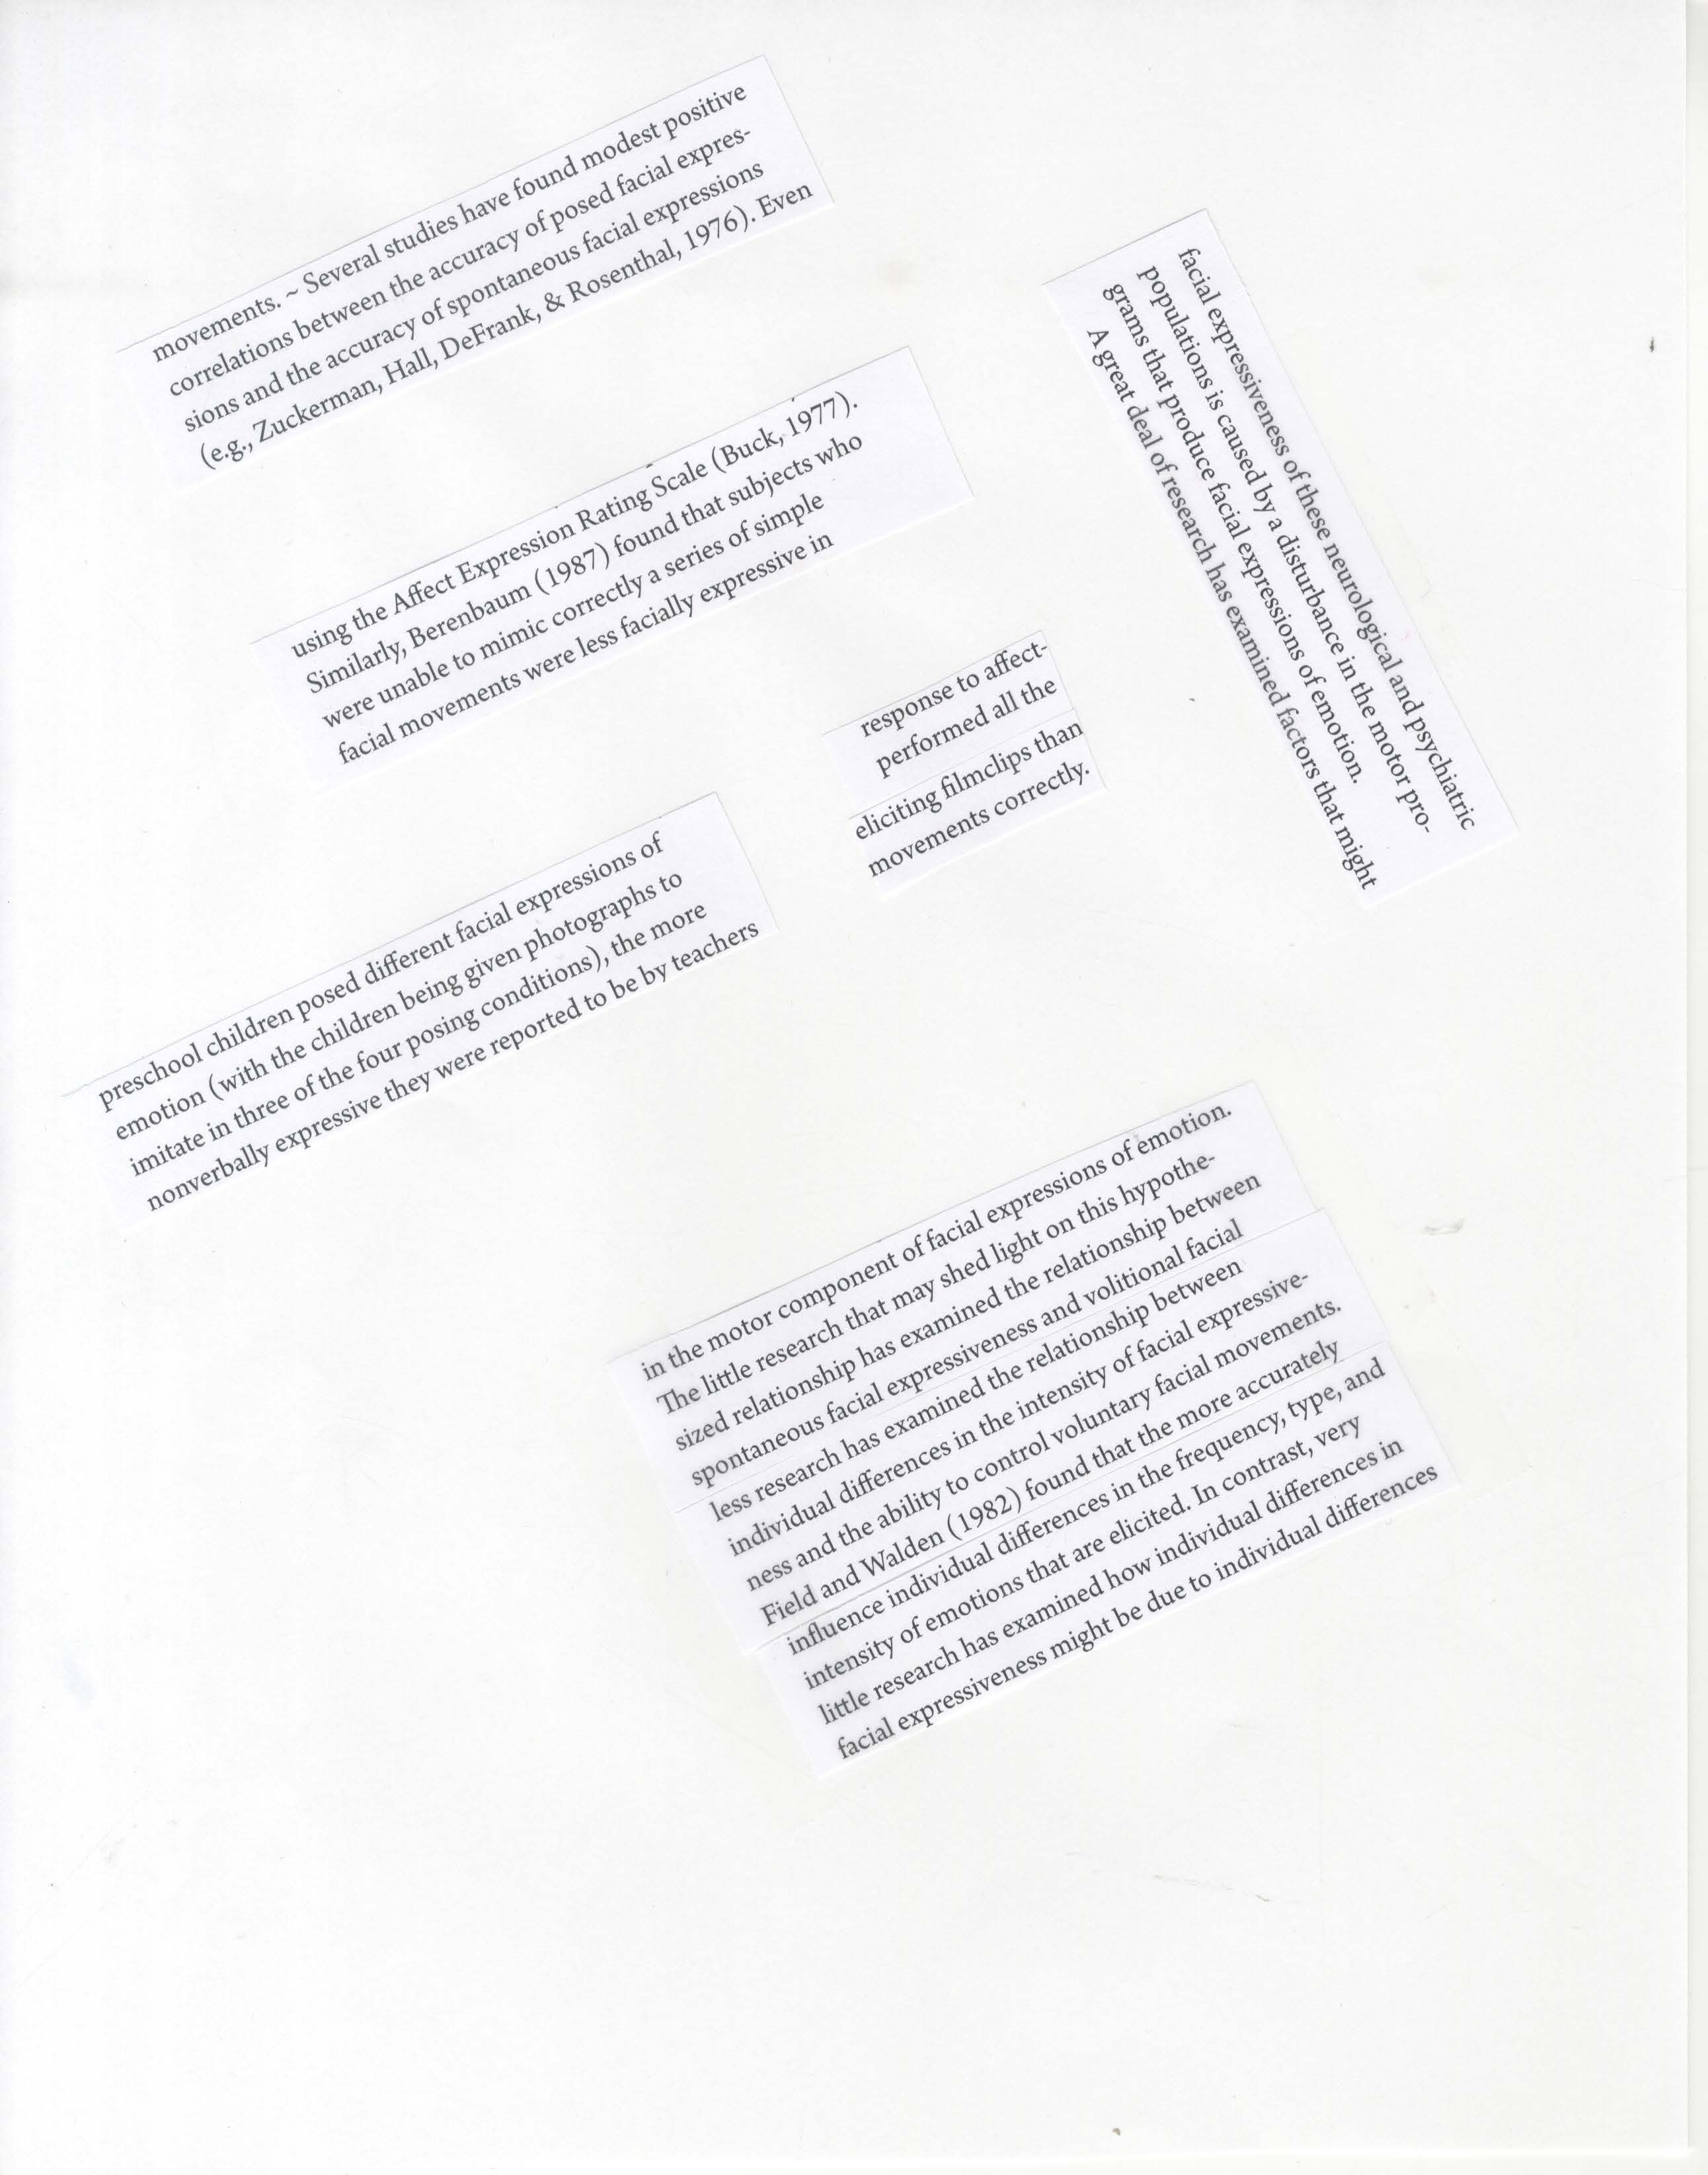 movements. ~ Several studies have found modest positive
correlations between the accuracy of posed facial expres-
sions and the accuracy of spontaneous facial expressions
(e.g., Zuckerman, Hall, DeFrank, & Rosenthal, 1976). Even
facial expressiveness of these neurological and psychiatric
populations is caused by a disturbance in the motor pro-
grams that produce facial expressions of emotion.
A great deal of research has examined factors that might
using the Affect Expression Rating Scale (Buck, 1977).
Similarly, Berenbaum (1987) found that subjects who
were unable to mimic correctly a series of simple
facial movements were less facially expressive in
response to affect-
performed all the
eliciting filmclips than
movements correctly.
preschool children posed different facial expressions of
emotion (with the children being given photographs to
imitate in three of the four posing conditions), the more
nonverbally expressive they were reported to be by teachers
in the motor component of facial expressions of emotion.
The little research that may shed light on this hypothe-
sized relationship has examined the relationship between
spontaneous facial expressiveness and volitional facial
less research has examined the relationship between
individual differences in the intensity of facial expressive-
ness and the ability to control voluntary facial movements.
Field and Walden (1982) found that the more accurately
influence individual differences in the frequency, type, and
intensity of emotions that are elicited. In contrast, very
little research has examined how individual differences in
facial expressiveness might be due to individual differences